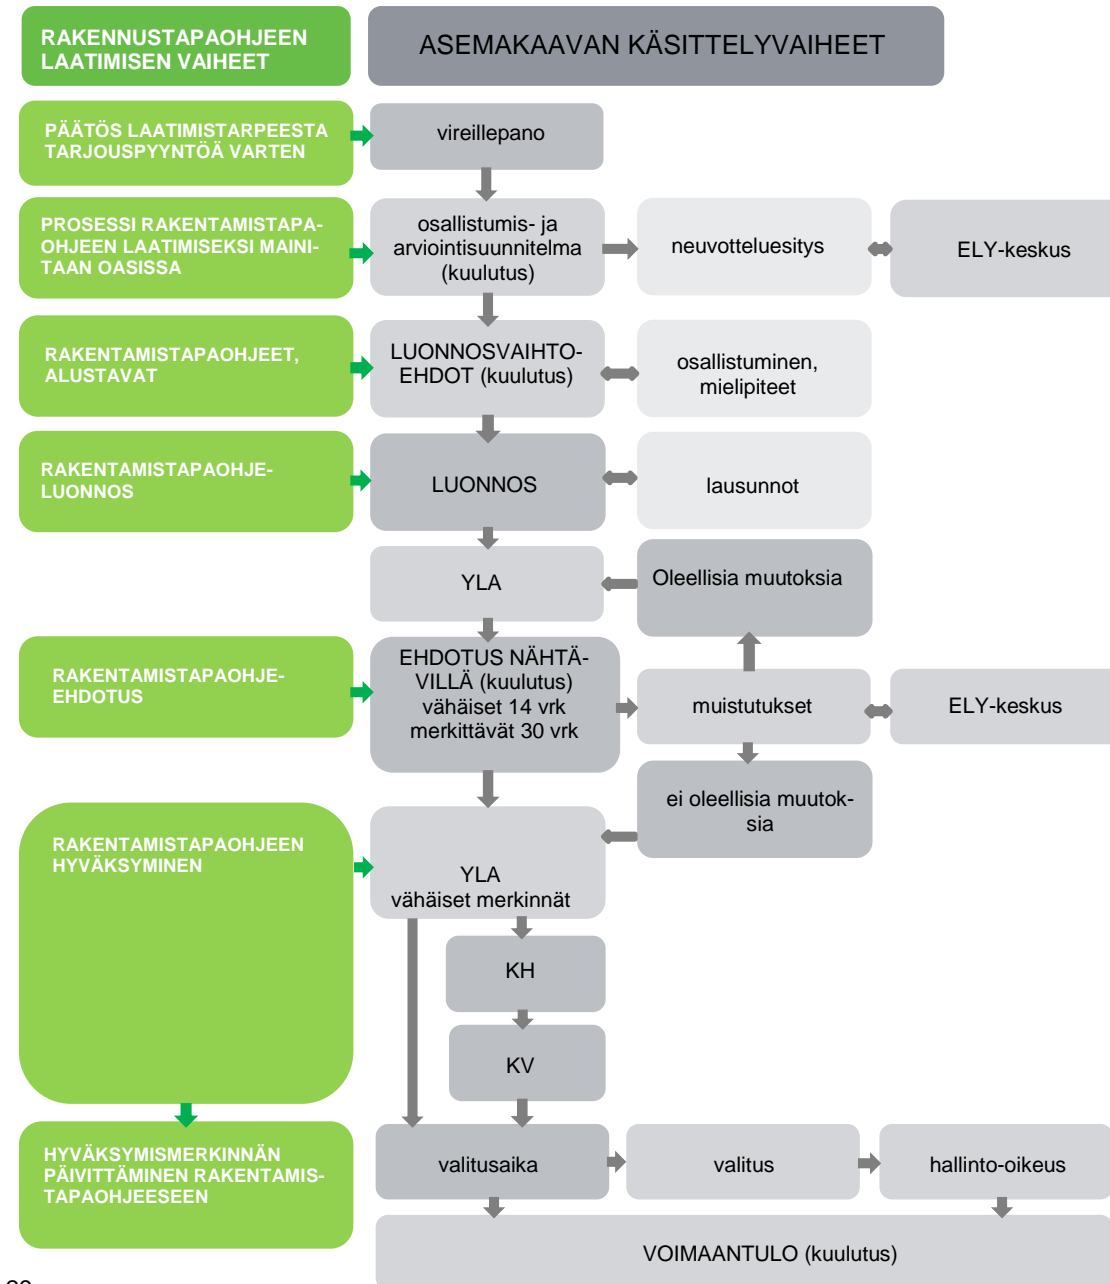 RAKENNUSTAPAOHJEEN
LAATIMISEN VAIHEET
ASEMAKAAVAN KÄSITTELYVAIHEET
PÄÄTÖS LAATIMISTARPEESTA
TARJOUSPYYNTÖÄ VARTEN
vireillepano
PROSESSI RAKENTAMISTAPA-
OHJEEN LAATIMISEKSI MAINI-
TAAN OASISSA
osallistumis- ja
arviointisuunnitelma
(kuulutus)
neuvotteluesitys
ELY-keskus
RAKENTAMISTAPAOHJEET,
ALUSTAVAT
LUONNOSVAIHTO-
EHDOT (kuulutus)
osallistuminen,
mielipiteet
RAKENTAMISTAPAOHJE-
LUONNOS
LUONNOS
lausunnot
YLA
Oleellisia muutoksia
RAKENTAMISTAPAOHJE-
EHDOTUS
EHDOTUS NÄHTÄ-
VILLÄ (kuulutus)
vähäiset 14 vrk
merkittävät 30 vrk
muistutukset
ELY-keskus
ei oleellisia muutok-
sia
RAKENTAMISTAPAOHJEEN
HYVÄKSYMINEN
YLA
vähäiset merkinnät
KH
KV
HYVÄKSYMISMERKINNÄN
PÄIVITTÄMINEN RAKENTAMIS-
TAPAOHJEESEEN
valitusaika
valitus
hallinto-oikeus
VOIMAANTULO (kuulutus)